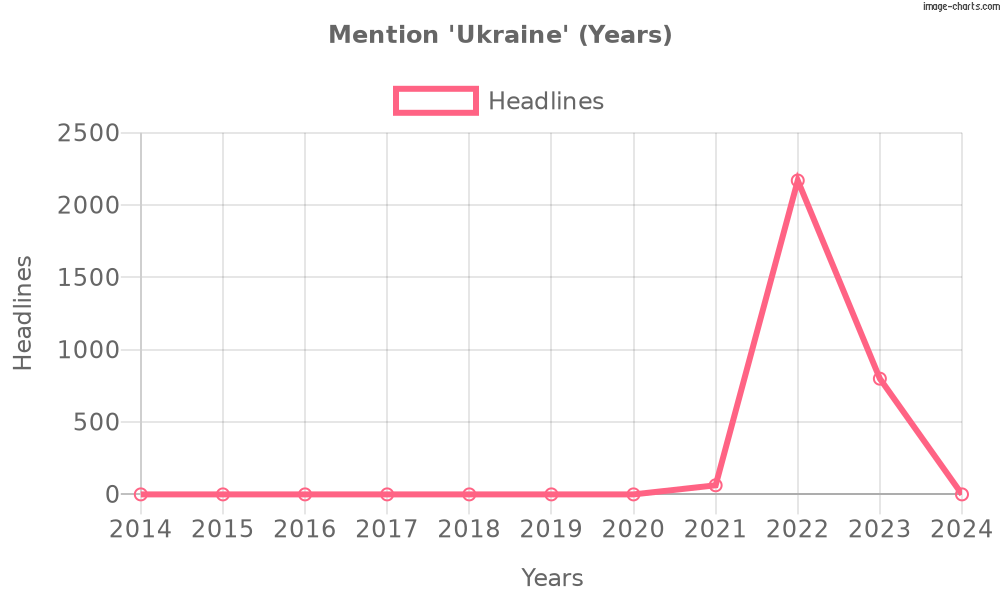 image-charts.com
Mention 'Ukraine' (Years)
Headlines
2500
2000
1500
1000
500
0
Headlines
2014 2015 2016 2017 2018 2019 2020 2021 2022 2023 2024
Years